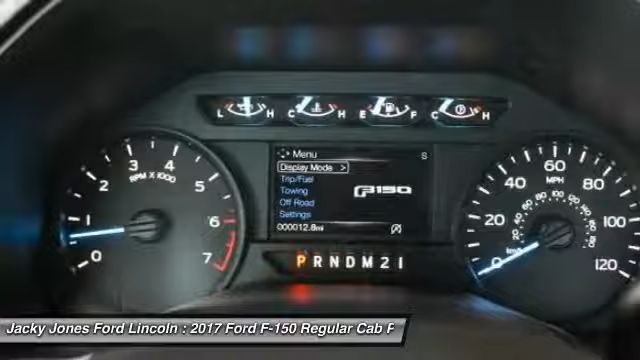 L H C H E F C H
Menu S
Display Mode >
Trip/Fuel
Towing
F150
Off Road
Settings
000012.8mi
0 1 2 3 4 5 6 7
RPM X 1000
0 20 40 60 80 100 120
MPH
km/h
P R N D M 2 1
Jacky Jones Ford Lincoln : 2017 Ford F-150 Regular Cab